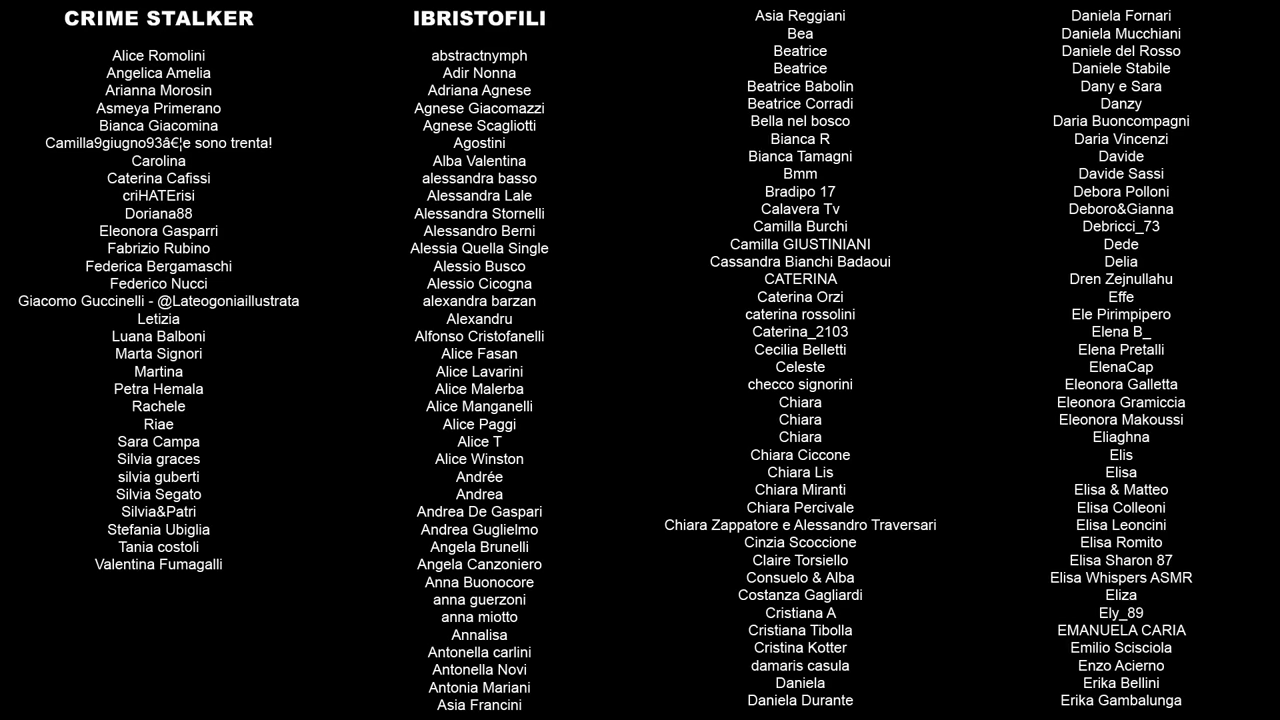 CRIME STALKER
Alice Romolini
Angelica Amelia
Arianna Morosin
Asmeya Primerano
Bianca Giacomina
Camilla9giugno93â€¦e sono trenta!
Carolina
Caterina Cafissi
criHATErisi
Doriana88
Eleonora Gasparri
Fabrizio Rubino
Federica Bergamaschi
Federico Nucci
Giacomo Guccinelli - @Lateogoniaillustrata
Letizia
Luana Balboni
Marta Signori
Martina
Petra Hemala
Rachele
Riae
Sara Campa
Silvia graces
silvia guberti
Silvia Segato
Silvia&Patri
Stefania Ubiglia
Tania costoli
Valentina Fumagalli
IBRISTOFILI
abstractnymph
Adir Nonna
Adriana Agnese
Agnese Giacomazzi
Agnese Scagliotti
Agostini
Alba Valentina
alessandra basso
Alessandra Lale
Alessandra Stornelli
Alessandro Berni
Alessia Quella Single
Alessio Busco
Alessio Cicogna
alexandra barzan
Alexandru
Alfonso Cristofanelli
Alice Fasan
Alice Lavarini
Alice Malerba
Alice Manganelli
Alice Paggi
Alice T
Alice Winston
Andrée
Andrea
Andrea De Gaspari
Andrea Guglielmo
Angela Brunelli
Angela Canzoniero
Anna Buonocore
anna guerzoni
anna miotto
Annalisa
Antonella carlini
Antonella Novi
Antonia Mariani
Asia Francini
Asia Reggiani
Bea
Beatrice
Beatrice
Beatrice Babolin
Beatrice Corradi
Bella nel bosco
Bianca R
Bianca Tamagni
Bmm
Bradipo 17
Calavera Tv
Camilla Burchi
Camilla GIUSTINIANI
Cassandra Bianchi Badaoui
CATERINA
Caterina Orzi
caterina rossolini
Caterina_2103
Cecilia Belletti
Celeste
checco signorini
Chiara
Chiara
Chiara
Chiara Ciccone
Chiara Lis
Chiara Miranti
Chiara Percivale
Chiara Zappatore e Alessandro Traversari
Cinzia Scoccione
Claire Torsiello
Consuelo & Alba
Costanza Gagliardi
Cristiana A
Cristiana Tibolla
Cristina Kotter
damaris casula
Daniela
Daniela Durante
Daniela Fornari
Daniela Mucchiani
Daniele del Rosso
Daniele Stabile
Dany e Sara
Danzy
Daria Buoncompagni
Daria Vincenzi
Davide
Davide Sassi
Debora Polloni
Deboro&Gianna
Debricci_73
Dede
Delia
Dren Zejnullahu
Effe
Ele Pirimpipero
Elena B_
Elena Pretalli
ElenaCap
Eleonora Galletta
Eleonora Gramiccia
Eleonora Makoussi
Eliaghna
Elis
Elisa
Elisa & Matteo
Elisa Colleoni
Elisa Leoncini
Elisa Romito
Elisa Sharon 87
Elisa Whispers ASMR
Eliza
Ely_89
EMANUELA CARIA
Emilio Scisciola
Enzo Acierno
Erika Bellini
Erika Gambalunga